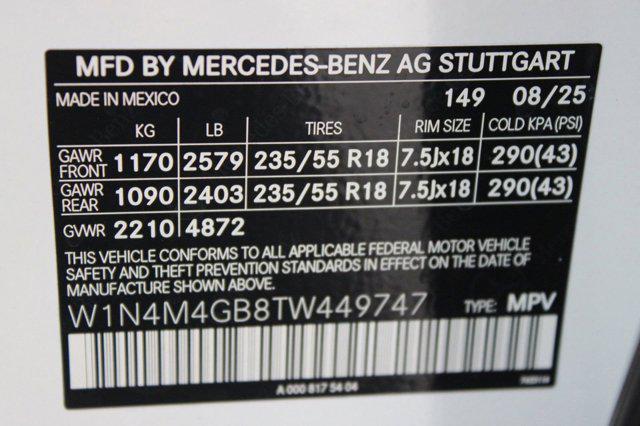 MFD BY MERCEDES-BENZ AG STUTTGART
MADE IN MEXICO 149 08/25
KG LB TIRES RIM SIZE COLD KPA (PSI)
GAWR FRONT 1170 2579 235/55 R18 7.5Jx18 290(43)
GAWR REAR 1090 2403 235/55 R18 7.5Jx18 290(43)
GVWR 2210 4872
THIS VEHICLE CONFORMS TO ALL APPLICABLE FEDERAL MOTOR VEHICLE
SAFETY AND THEFT PREVENTION STANDARDS IN EFFECT ON THE DATE OF
MANUFACTURE SHOWN ABOVE.
W1N4M4GB8TW449747 TYPE: MPV
A 000 817 54 04